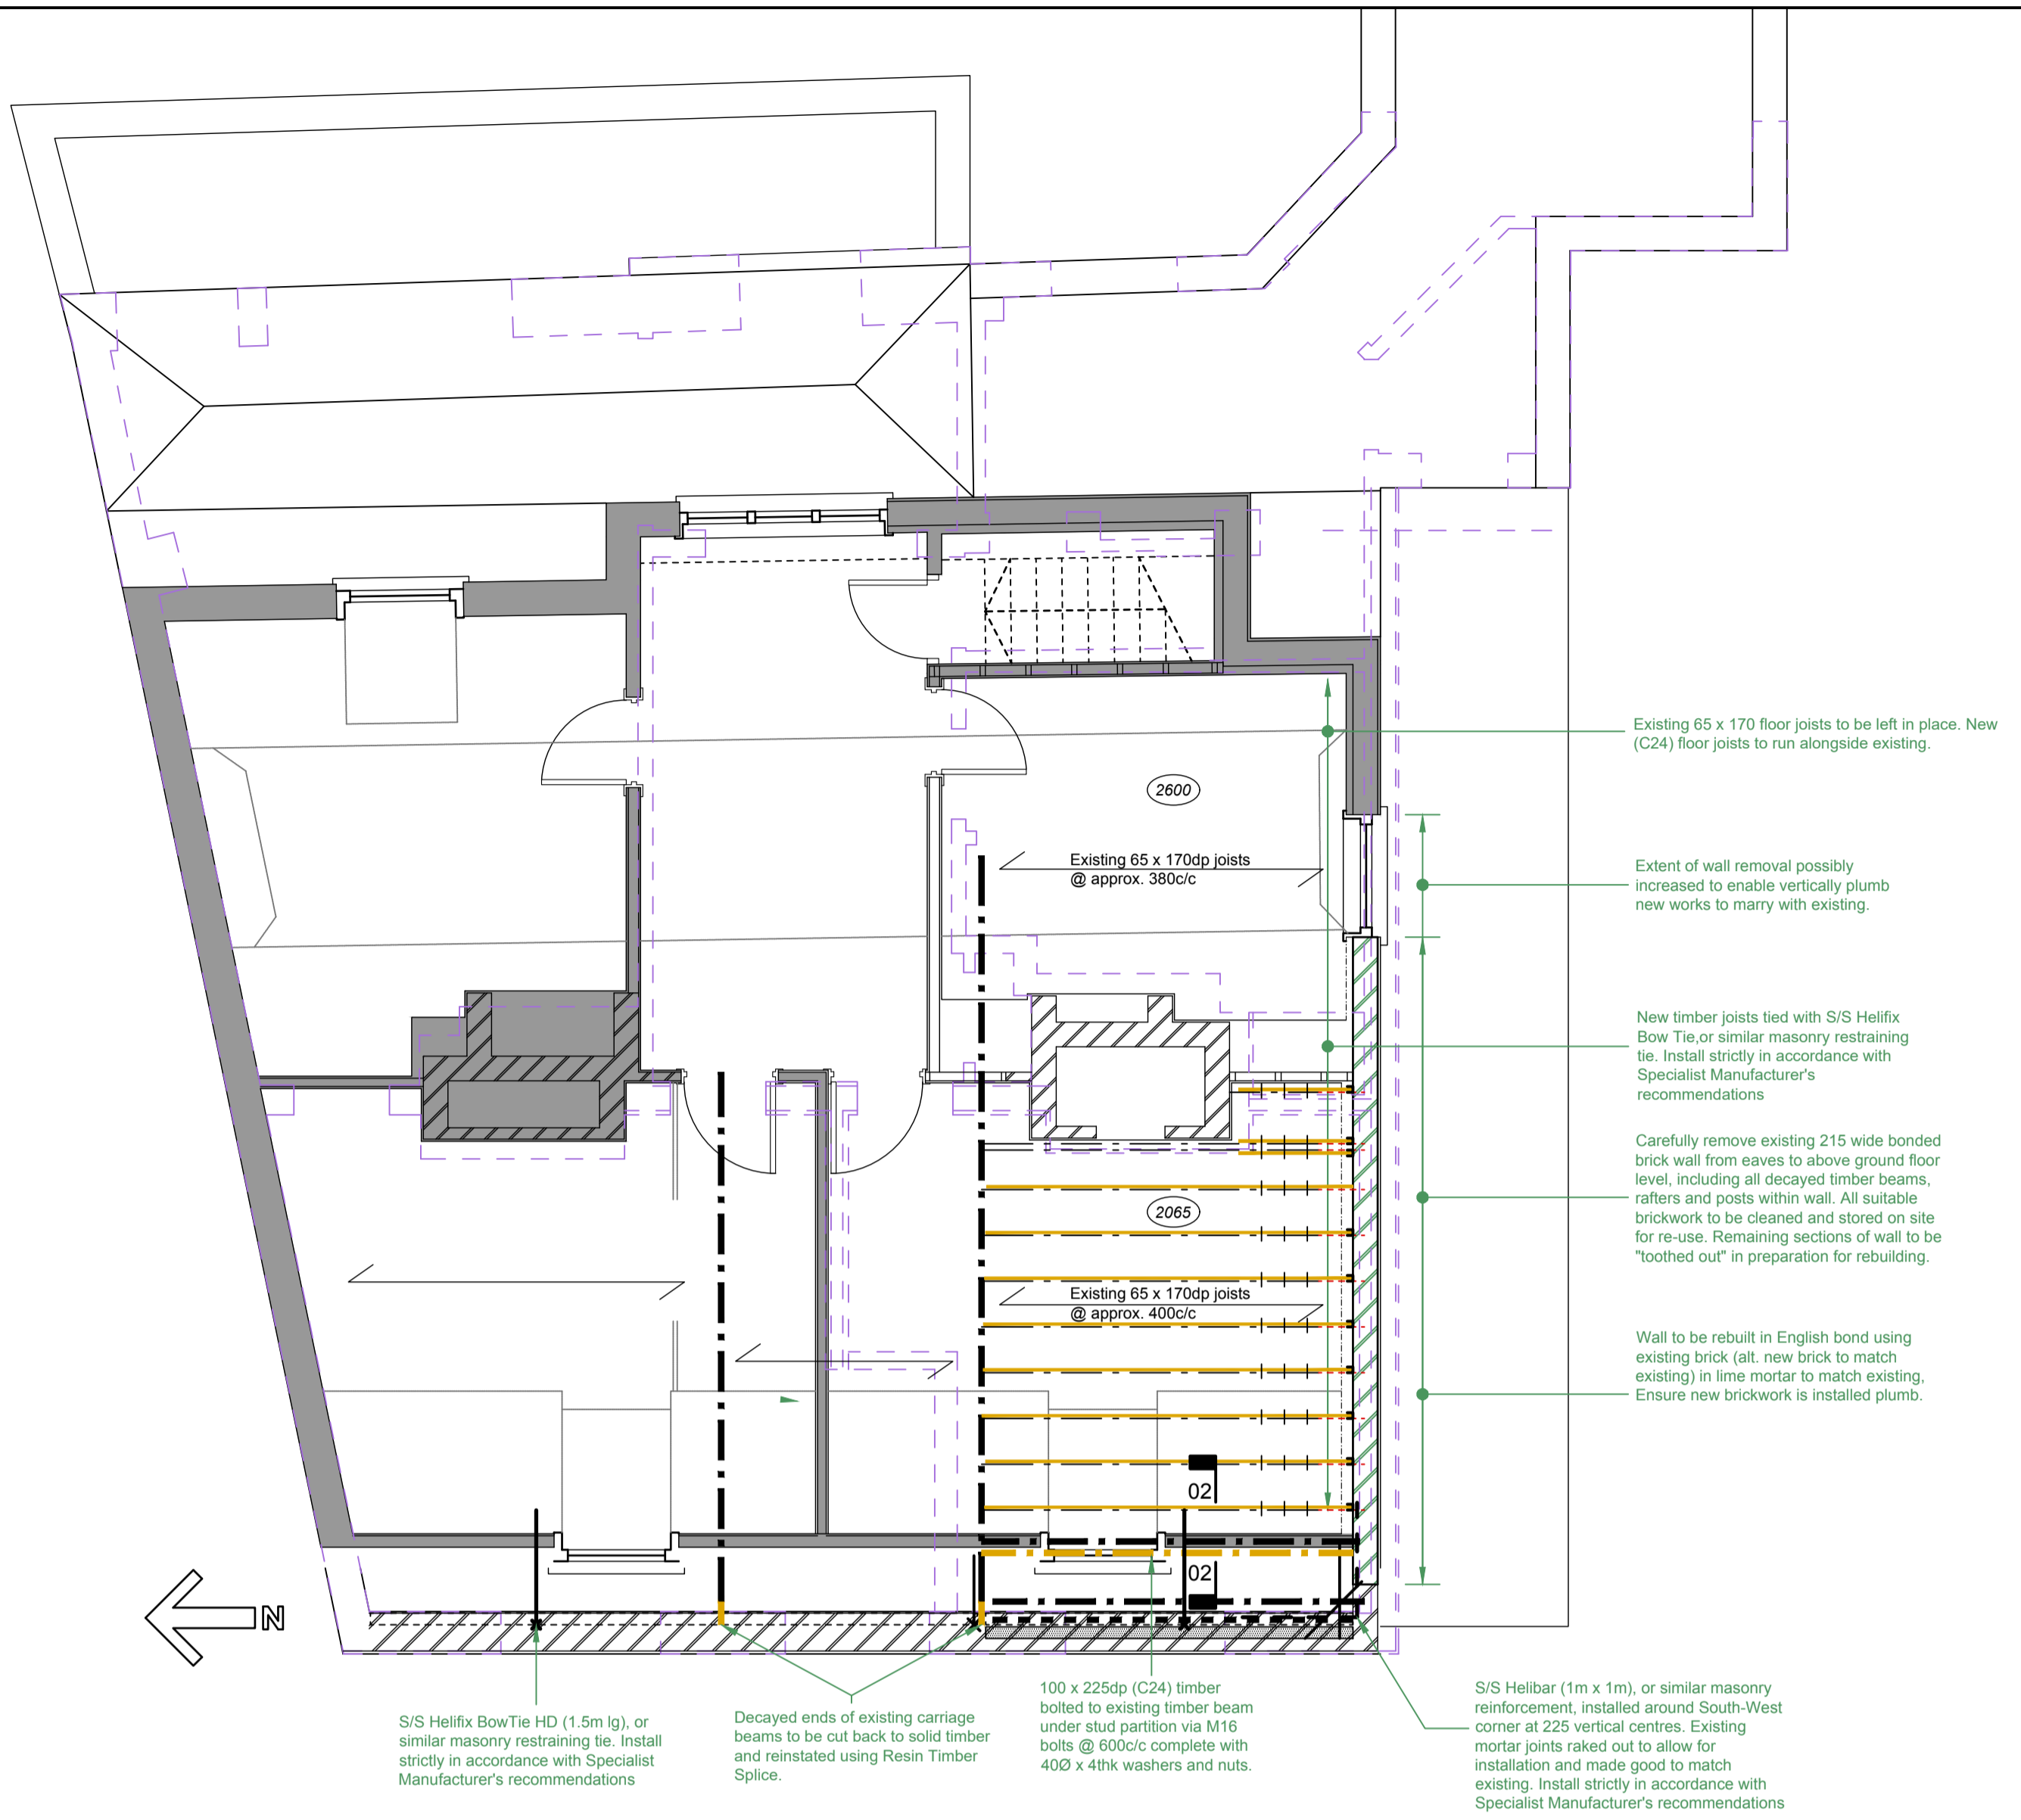 Existing 65 x 170 floor joists to be left in place. New
(C24) floor joists to run alongside existing.
2600
Existing 65 x 170dp joists
@ approx. 380c/c
Extent of wall removal possibly
increased to enable vertically plumb
new works to marry with existing.
New timber joists tied with S/S Helifix
Bow Tie,or similar masonry restraining
tie. Install strictly in accordance with
Specialist Manufacturer's
recommendations
Carefully remove existing 215 wide bonded
brick wall from eaves to above ground floor
level, including all decayed timber beams,
rafters and posts within wall. All suitable
brickwork to be cleaned and stored on site
for re-use. Remaining sections of wall to be
"toothed out" in preparation for rebuilding.
2065
Existing 65 x 170dp joists
@ approx. 400c/c
Wall to be rebuilt in English bond using
existing brick (alt. new brick to match
existing) in lime mortar to match existing,
Ensure new brickwork is installed plumb.
02
02
N
S/S Helifix BowTie HD (1.5m lg), or
similar masonry restraining tie. Install
strictly in accordance with Specialist
Manufacturer's recommendations
Decayed ends of existing carriage
beams to be cut back to solid timber
and reinstated using Resin Timber
Splice.
100 x 225dp (C24) timber
bolted to existing timber beam
under stud partition via M16
bolts @ 600c/c complete with
40Ø x 4thk washers and nuts.
S/S Helibar (1m x 1m), or similar masonry
reinforcement, installed around South-West
corner at 225 vertical centres. Existing
mortar joints raked out to allow for
installation and made good to match
existing. Install strictly in accordance with
Specialist Manufacturer's recommendations